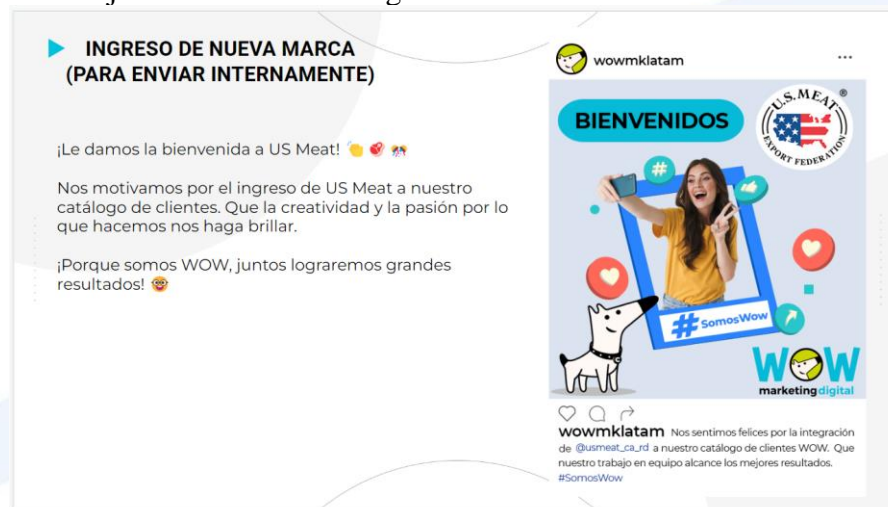 INGRESO DE NUEVA MARCA
(PARA ENVIAR INTERNAMENTE)
¡Le damos la bienvenida a US Meat! 👏 🥩 🎊
Nos motivamos por el ingreso de US Meat a nuestro
catálogo de clientes. Que la creatividad y la pasión por lo
que hacemos nos haga brillar.
¡Porque somos WOW, juntos lograremos grandes
resultados! 🤓
wowmklatam
BIENVENIDOS
U.S. MEAT ®
EXPORT FEDERATION
#
#SomosWow
WOW
marketingdigital
wowmklatam Nos sentimos felices por la integración
de @usmeat_ca_rd a nuestro catálogo de clientes WOW. Que
nuestro trabajo en equipo alcance los mejores resultados.
#SomosWow